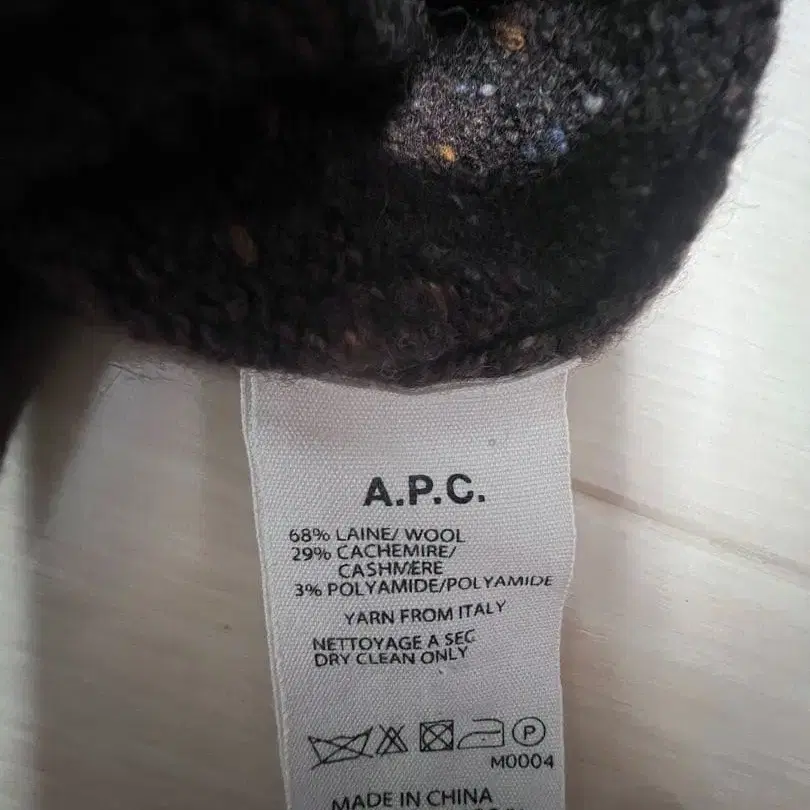 A.P.C.
68% LAINE/ WOOL
29% CACHEMIRE/
CASHMERE
3% POLYAMIDE/POLYAMIDE
YARN FROM ITALY
NETTOYAGE A SEC
DRY CLEAN ONLY
P
M0004
MADE IN CHINA